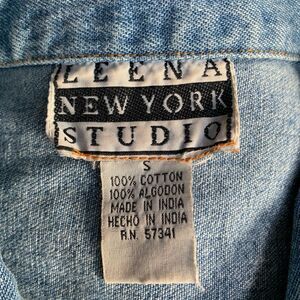 LEENA
NEW YORK
STUDIO
S
100% COTTON
100% ALGODON
MADE IN INDIA
HECHO IN INDIA
R.N. 57341